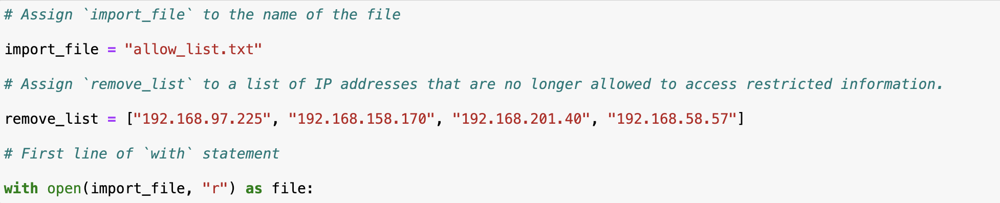 # Assign `import_file` to the name of the file
import_file = "allow_list.txt"
# Assign `remove_list` to a list of IP addresses that are no longer allowed to access restricted information.
remove_list = ["192.168.97.225", "192.168.158.170", "192.168.201.40", "192.168.58.57"]
# First line of `with` statement
with open(import_file, "r") as file: